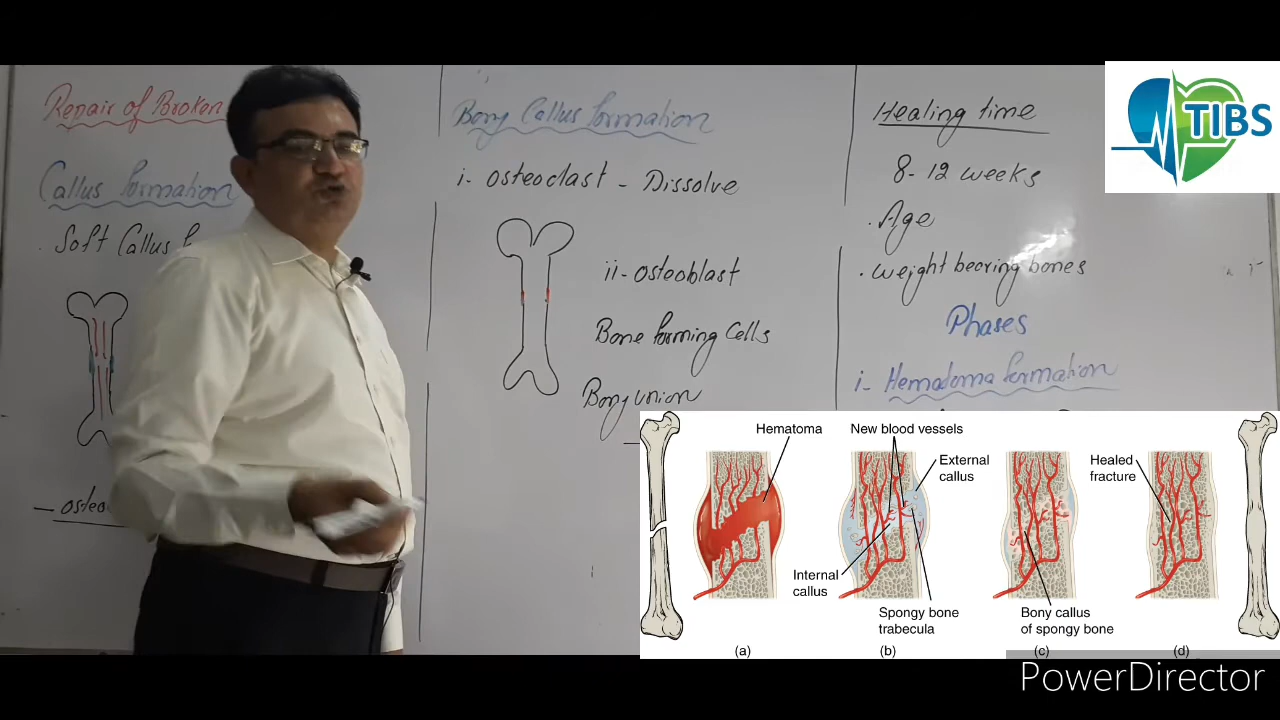 Repair of Broken
Callus formation
. Soft Callus
Bony Callus formation
i- osteoclast - Dissolve
ii- osteoblast
Bone forming Cells
Bony union
Healing time
8-12 weeks
. Age
. weight bearing bones
Phases
i- Hematoma formation
TIBS
Hematoma
New blood vessels
External
callus
Healed
fracture
Internal
callus
Spongy bone
trabecula
Bony callus
of spongy bone
(a)
(b)
(c)
(d)
PowerDirector